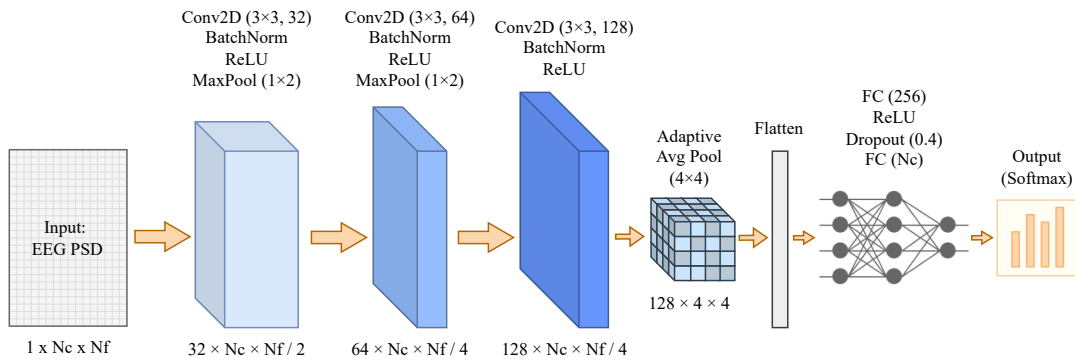 Conv2D (3×3, 32)
BatchNorm
ReLU
MaxPool (1×2)
Conv2D (3×3, 64)
BatchNorm
ReLU
MaxPool (1×2)
Conv2D (3×3, 128)
BatchNorm
ReLU
Adaptive
Avg Pool
(4×4)
Flatten
FC (256)
ReLU
Dropout (0.4)
FC (Nc)
Output
(Softmax)
Input:
EEG PSD
1 x Nc x Nf
32 × Nc × Nf / 2
64 × Nc × Nf / 4
128 × Nc × Nf / 4
128 × 4 × 4